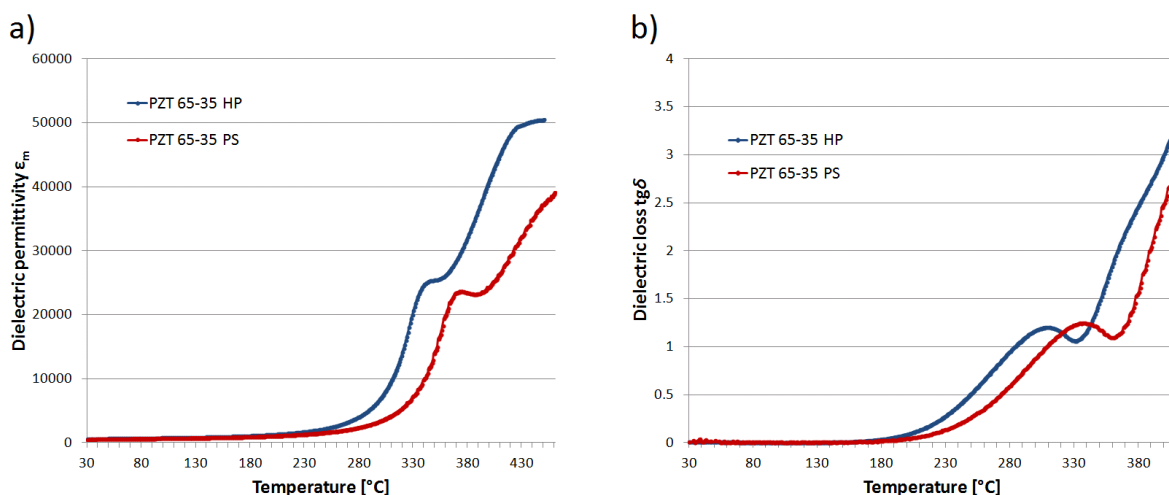 a)
Dielectric permittivity εm
60000
50000
40000
30000
20000
10000
0
PZT 65-35 HP
PZT 65-35 PS
30 80 130 180 230 280 330 380 430
Temperature [°C]
b)
Dielectric loss tgδ
4
3.5
3
2.5
2
1.5
1
0.5
0
PZT 65-35 HP
PZT 65-35 PS
30 80 130 180 230 280 330 380
Temperature [°C]